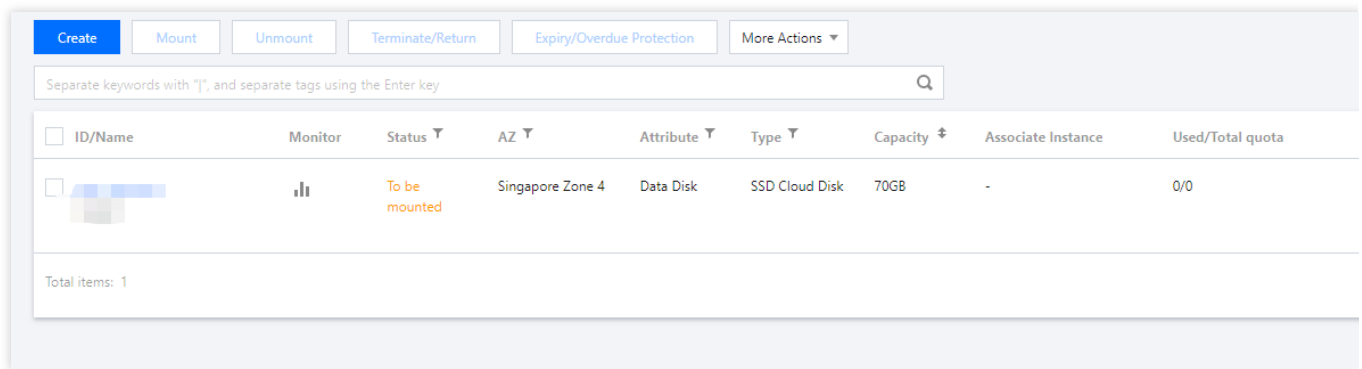 Create Mount Unmount Terminate/Return Expiry/Overdue Protection More Actions
Separate keywords with "|", and separate tags using the Enter key
ID/Name Monitor Status AZ Attribute Type Capacity Associate Instance Used/Total quota
To be Singapore Zone 4 Data Disk SSD Cloud Disk 70GB - 0/0
mounted
Total items: 1